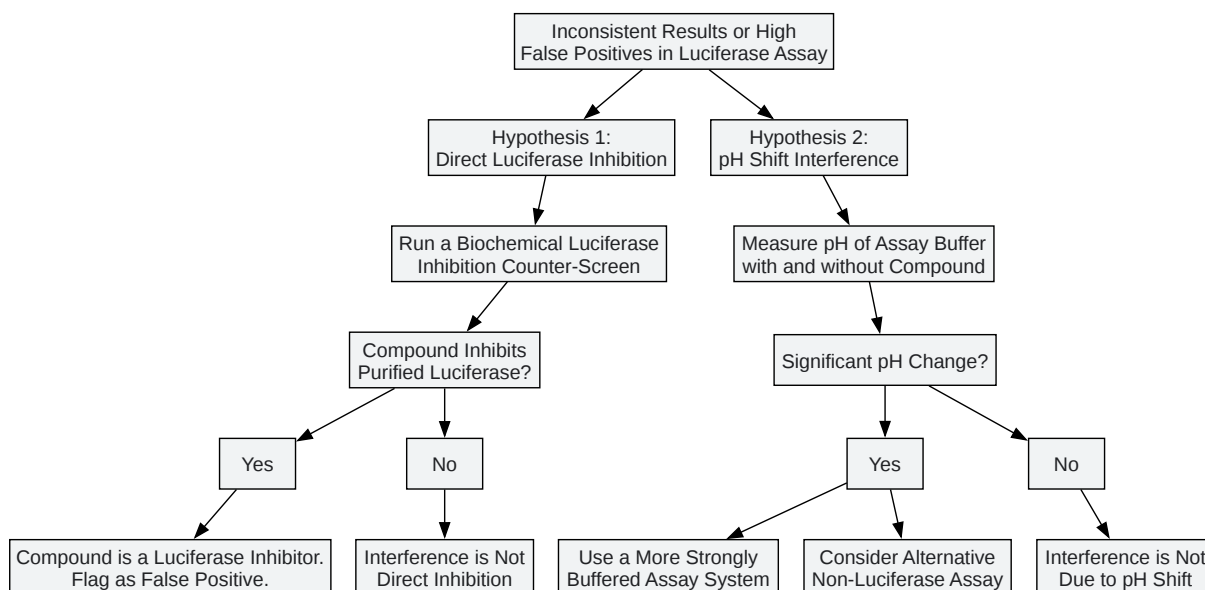 Inconsistent Results or High
False Positives in Luciferase Assay
Hypothesis 1:
Direct Luciferase Inhibition
Hypothesis 2:
pH Shift Interference
Run a Biochemical Luciferase
Inhibition Counter-Screen
Measure pH of Assay Buffer
with and without Compound
Compound Inhibits
Purified Luciferase?
Significant pH Change?
Yes
No
Yes
No
Compound is a Luciferase Inhibitor.
Flag as False Positive.
Interference is Not
Direct Inhibition
Use a More Strongly
Buffered Assay System
Consider Alternative
Non-Luciferase Assay
Interference is Not
Due to pH Shift